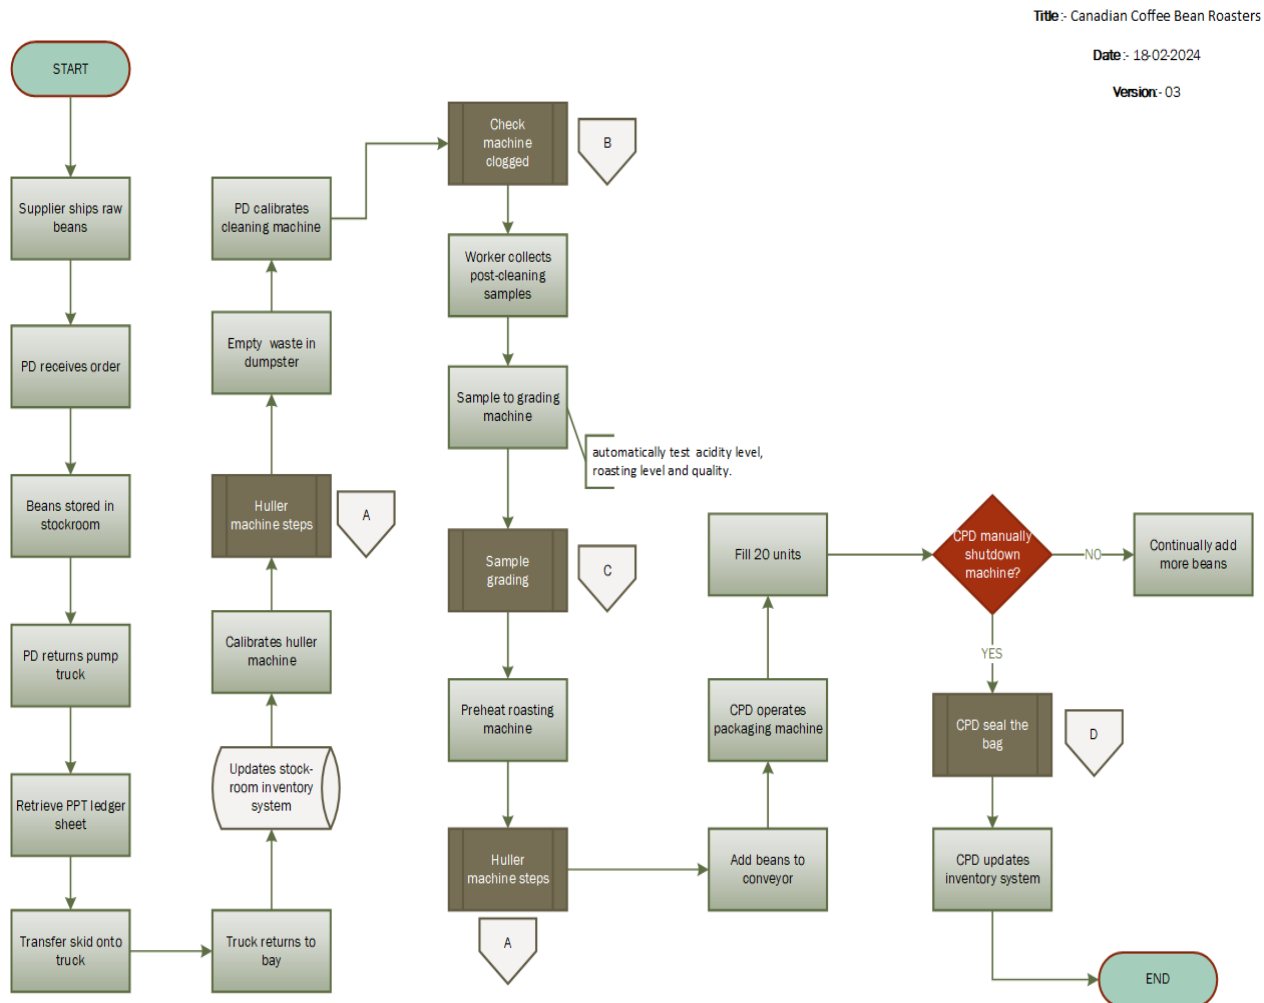 Title:- Canadian Coffee Bean Roasters
Date:- 18-02-2024
Version:- 03
START
Supplier ships raw
beans
PD receives order
Beans stored in
stockroom
PD returns pump
truck
Retrieve PPT ledger
sheet
Transfer skid onto
truck
Truck returns to
bay
Updates stock-
room inventory
system
Calibrates huller
machine
Huller
machine steps
A
Empty waste in
dumpster
PD calibrates
cleaning machine
Check
machine
clogged
B
Worker collects
post-cleaning
samples
Sample to grading
machine
automatically test acidity level,
roasting level and quality.
Sample
grading
C
Preheat roasting
machine
Huller
machine steps
A
Add beans to
conveyor
CPD operates
packaging machine
Fill 20 units
CPD manually
shutdown
machine?
NO
Continually add
more beans
YES
CPD seal the
bag
D
CPD updates
inventory system
END